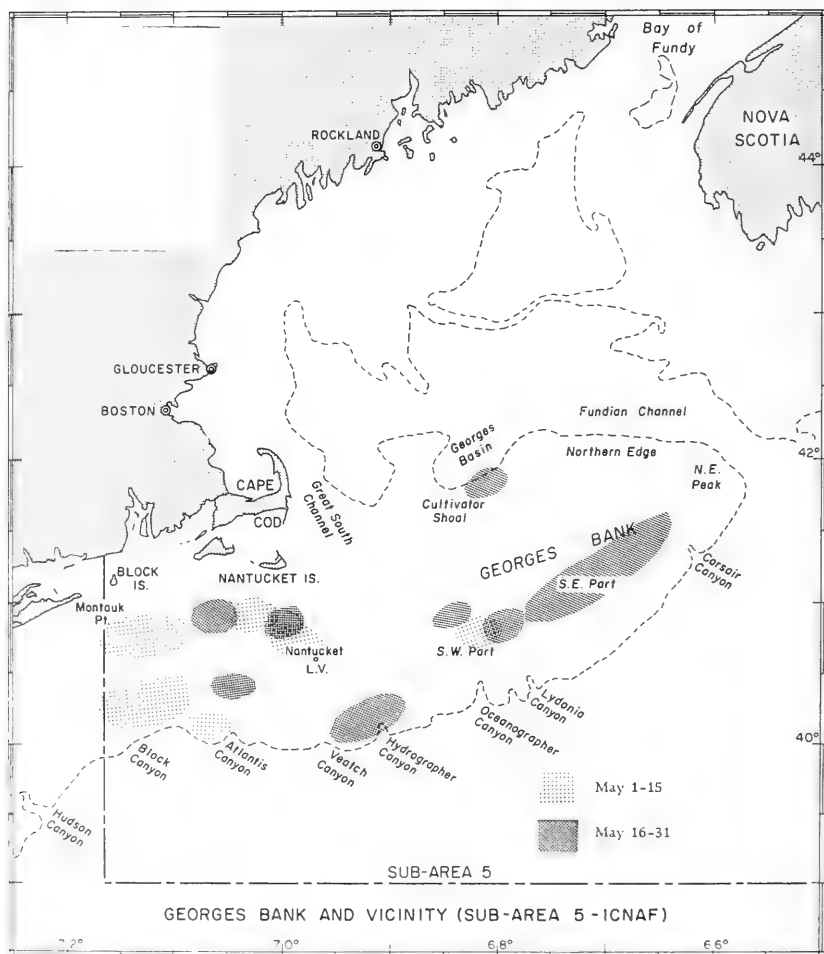 Bay of
Fundy
NOVA
SCOTIA
ROCKLAND
44°
GLOUCESTER
BOSTON
Fundian Channel
42°
Georges
Basin
Northern Edge
N.E.
Peak
CAPE
COD
Great South
Channel
Cultivator
Shoal
GEORGES BANK
Corsair
Canyon
BLOCK
IS.
NANTUCKET IS.
S.E. Part
Montauk
Pt.
Nantucket
L.V.
S.W. Part
Lydonia
Canyon
Oceanographer
Canyon
Hydrographer
Canyon
Veatch
Canyon
Atlantis
Canyon
Block
Canyon
40°
Hudson
Canyon
May 1-15
May 16-31
SUB-AREA 5
GEORGES BANK AND VICINITY (SUB-AREA 5-ICNAF)
72°
70°
68°
66°